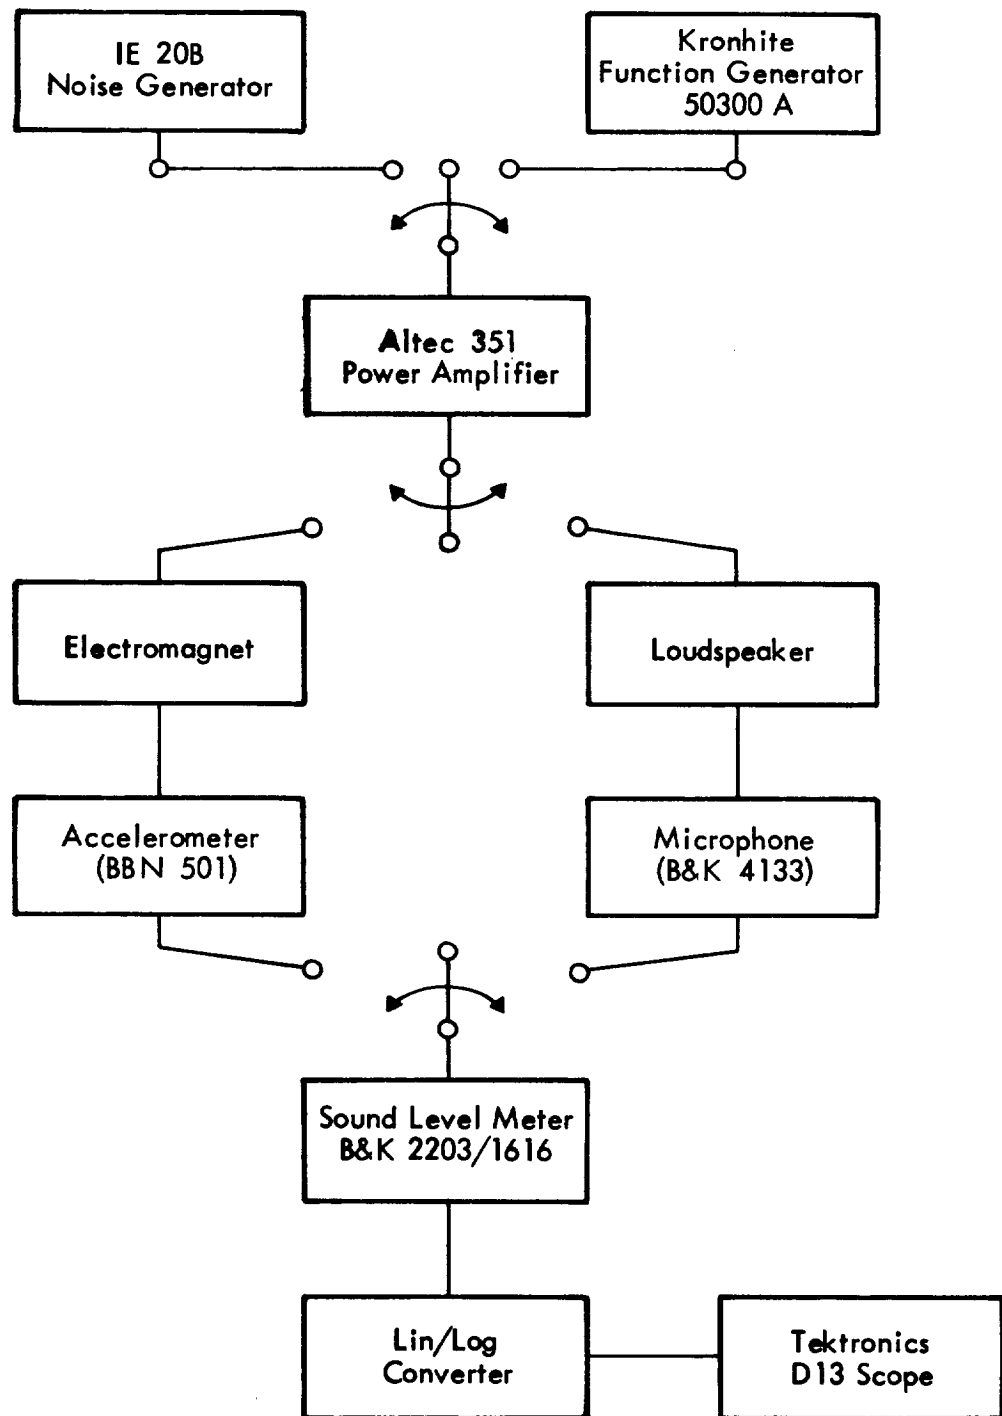 IE 20B
Noise Generator
Kronhite
Function Generator
50300 A
Altec 351
Power Amplifier
Electromagnet
Loudspeaker
Accelerometer
(BBN 501)
Microphone
(B&K 4133)
Sound Level Meter
B&K 2203/1616
Lin/Log
Converter
Tektronics
D13 Scope